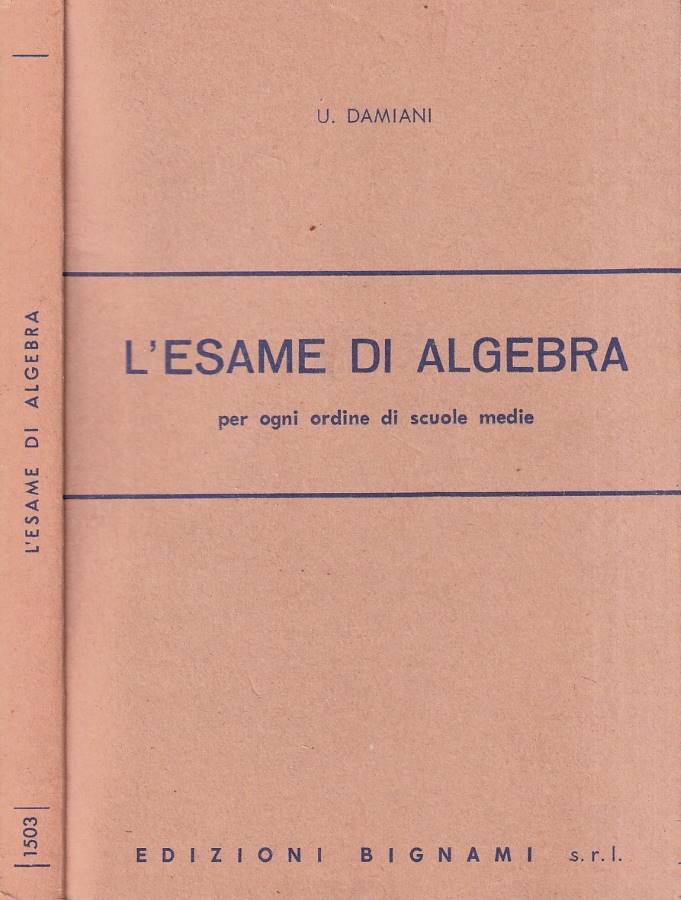 U. DAMIANI
L'ESAME DI ALGEBRA
per ogni ordine di scuole medie
EDIZIONI BIGNAMI s.r.l.
L'ESAME DI ALGEBRA
1503